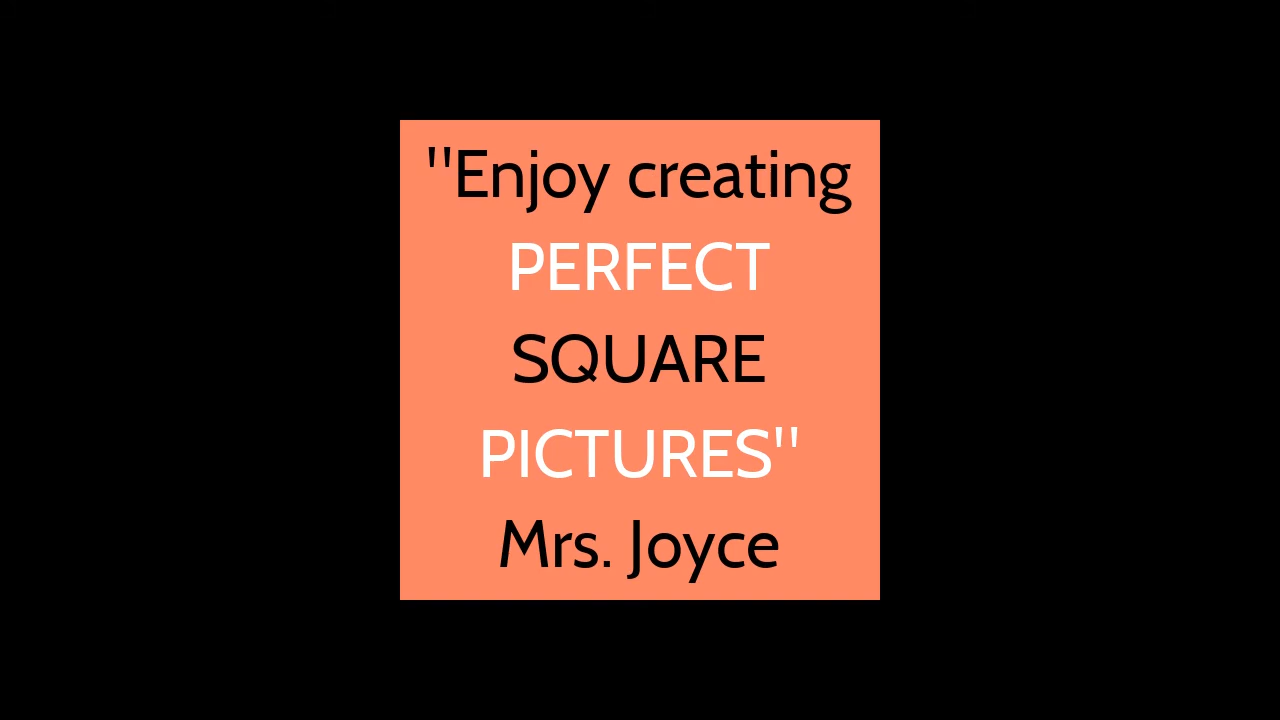 "Enjoy creating
PERFECT
SQUARE
PICTURES"
Mrs. Joyce